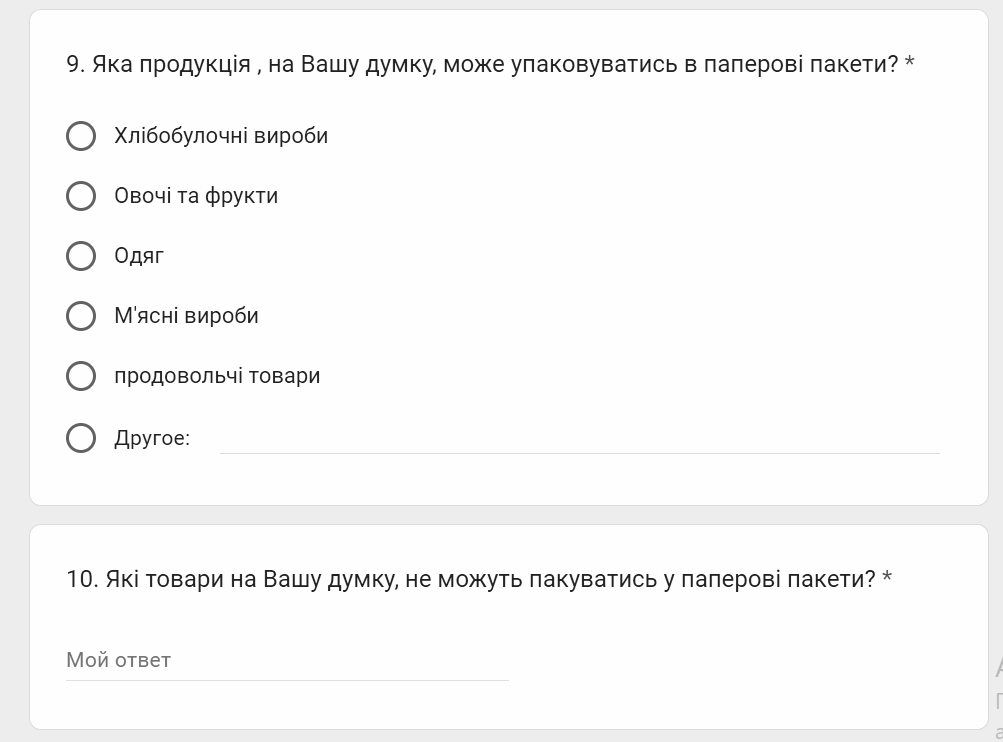 9. Яка продукція , на Вашу думку, може упаковуватись в паперові пакети? *
Хлібобулочні вироби
Овочі та фрукти
Одяг
М'ясні вироби
продовольчі товари
Другое:
10. Які товари на Вашу думку, не можуть пакуватись у паперові пакети? *
Мой ответ